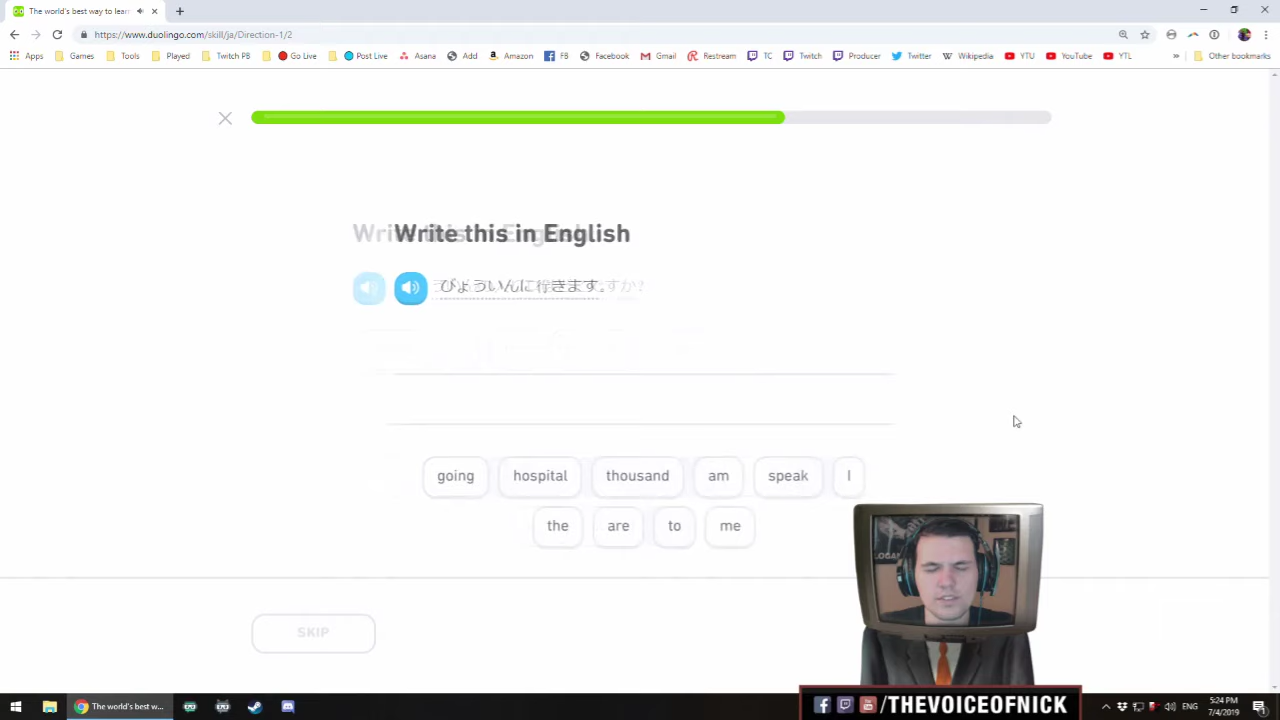 The world's best way to lear
https://www.duolingo.com/skill/ja/Direction-1/2
Apps Games Tools Played Twitch PB Go Live Post Live Asana Add Amazon FB Facebook Gmail Restream TC Twitch Producer Twitter Wikipedia YTU YouTube YTL » Other bookmarks
Write this in English
びょういんに行きます。
going hospital thousand am speak I
the are to me
SKIP
/THEVOICEOFNICK
The world's best w...
ENG
5:24 PM
7/4/2019